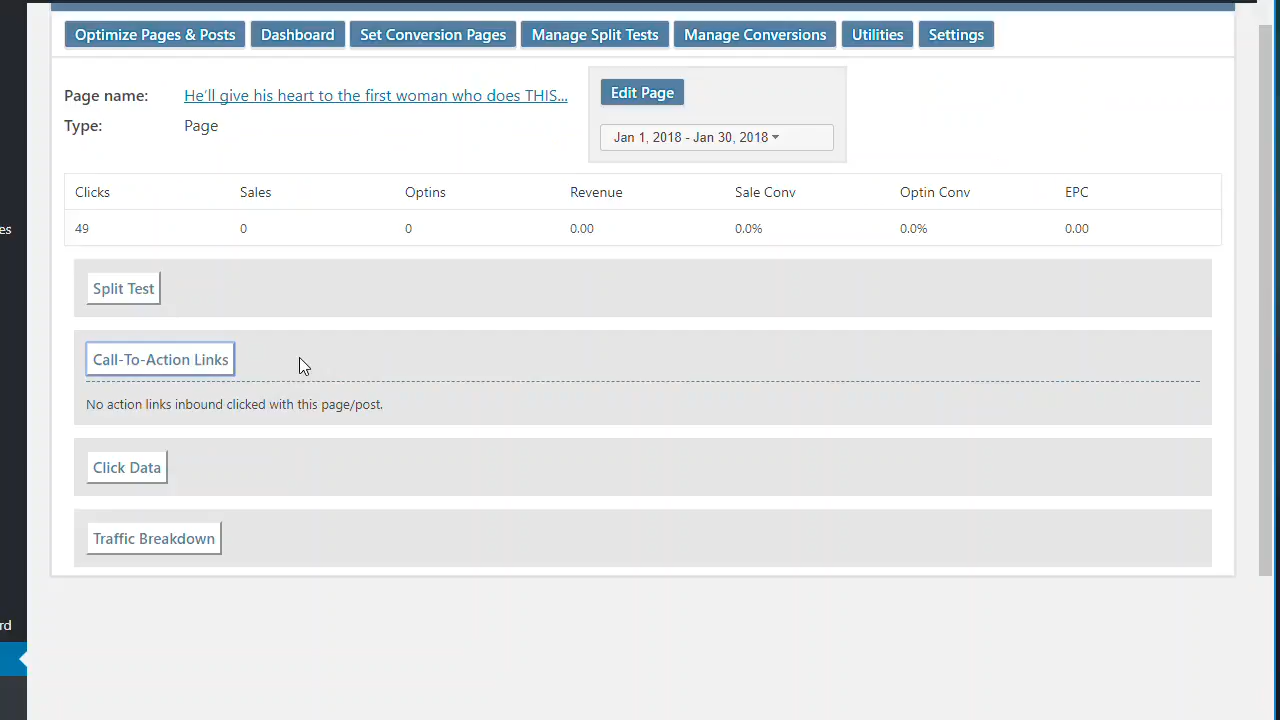 Optimize Pages & Posts Dashboard Set Conversion Pages Manage Split Tests Manage Conversions Utilities Settings
Page name: He'll give his heart to the first woman who does THIS...
Edit Page
Type: Page
Jan 1, 2018 - Jan 30, 2018
Clicks Sales Optins Revenue Sale Conv Optin Conv EPC
49 0 0 0.00 0.0% 0.0% 0.00
es
Split Test
Call-To-Action Links
No action links inbound clicked with this page/post.
Click Data
Traffic Breakdown
rd